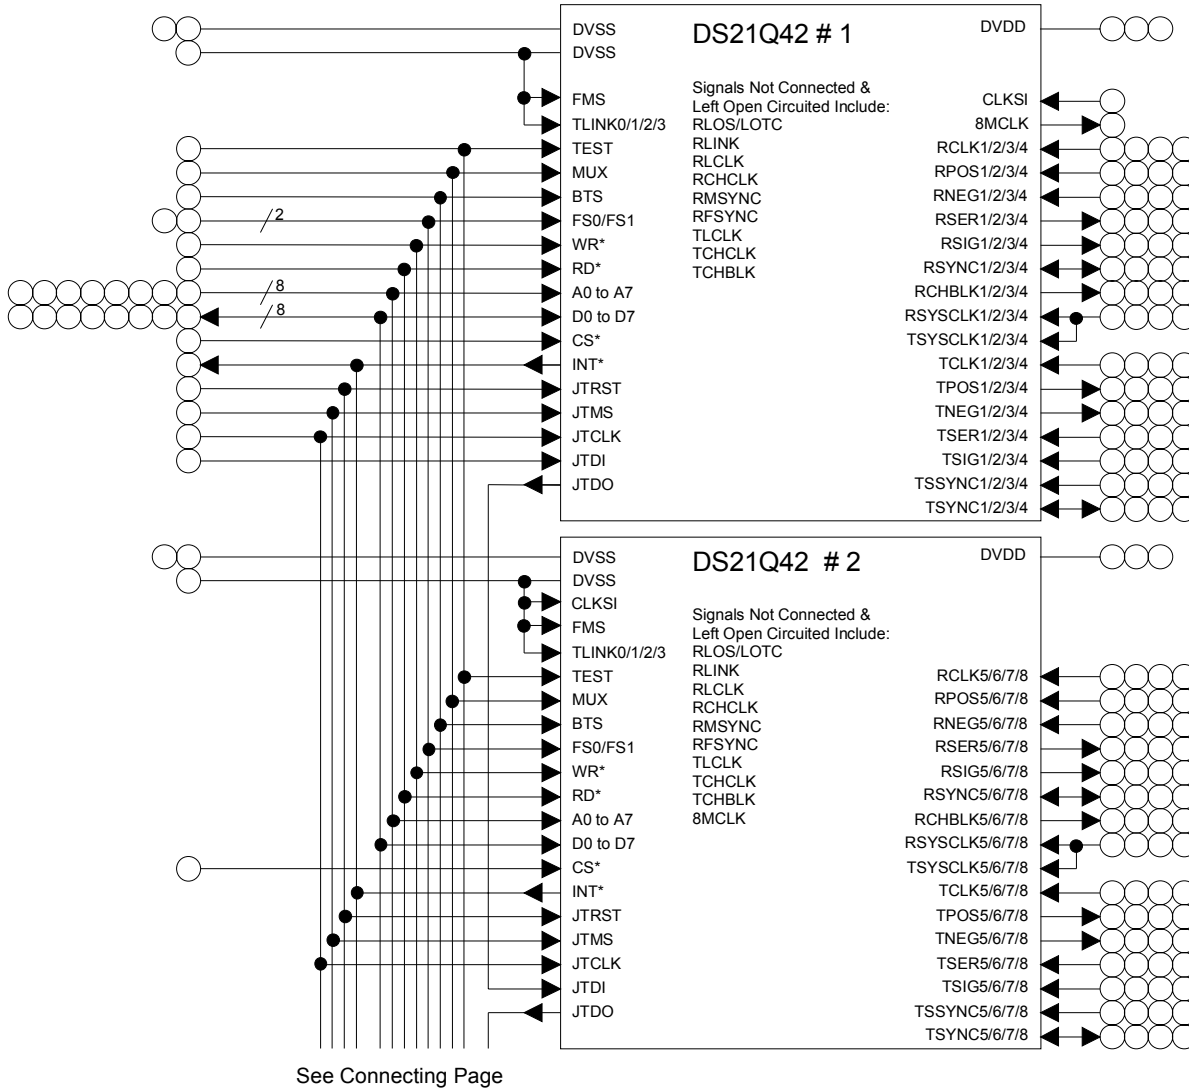 DVSS
DS21Q42 # 1
DVDD
DVSS
Signals Not Connected &
Left Open Circuited Include:
RLOS/LOTC
RLINK
RLCLK
RCHCLK
RMSYNC
RFSYNC
TLCLK
TCHCLK
TCHBLK
FMS
TLINK0/1/2/3
TEST
MUX
BTS
2
FS0/FS1
WR*
RD*
8
A0 to A7
8
D0 to D7
CS*
INT*
JTRST
JTMS
JTCLK
JTDI
JTDO
CLKSI
8MCLK
RCLK1/2/3/4
RPOS1/2/3/4
RNEG1/2/3/4
RSER1/2/3/4
RSIG1/2/3/4
RSYNC1/2/3/4
RCHBLK1/2/3/4
RSYSCLK1/2/3/4
TSYSCLK1/2/3/4
TCLK1/2/3/4
TPOS1/2/3/4
TNEG1/2/3/4
TSER1/2/3/4
TSIG1/2/3/4
TSSYNC1/2/3/4
TSYNC1/2/3/4
DVSS
DS21Q42 # 2
DVDD
DVSS
CLKSI
FMS
TLINK0/1/2/3
TEST
MUX
BTS
FS0/FS1
WR*
RD*
A0 to A7
D0 to D7
CS*
INT*
JTRST
JTMS
JTCLK
JTDI
JTDO
Signals Not Connected &
Left Open Circuited Include:
RLOS/LOTC
RLINK
RLCLK
RCHCLK
RMSYNC
RFSYNC
TLCLK
TCHCLK
TCHBLK
8MCLK
RCLK5/6/7/8
RPOS5/6/7/8
RNEG5/6/7/8
RSER5/6/7/8
RSIG5/6/7/8
RSYNC5/6/7/8
RCHBLK5/6/7/8
RSYSCLK5/6/7/8
TSYSCLK5/6/7/8
TCLK5/6/7/8
TPOS5/6/7/8
TNEG5/6/7/8
TSER5/6/7/8
TSIG5/6/7/8
TSSYNC5/6/7/8
TSYNC5/6/7/8
See Connecting Page